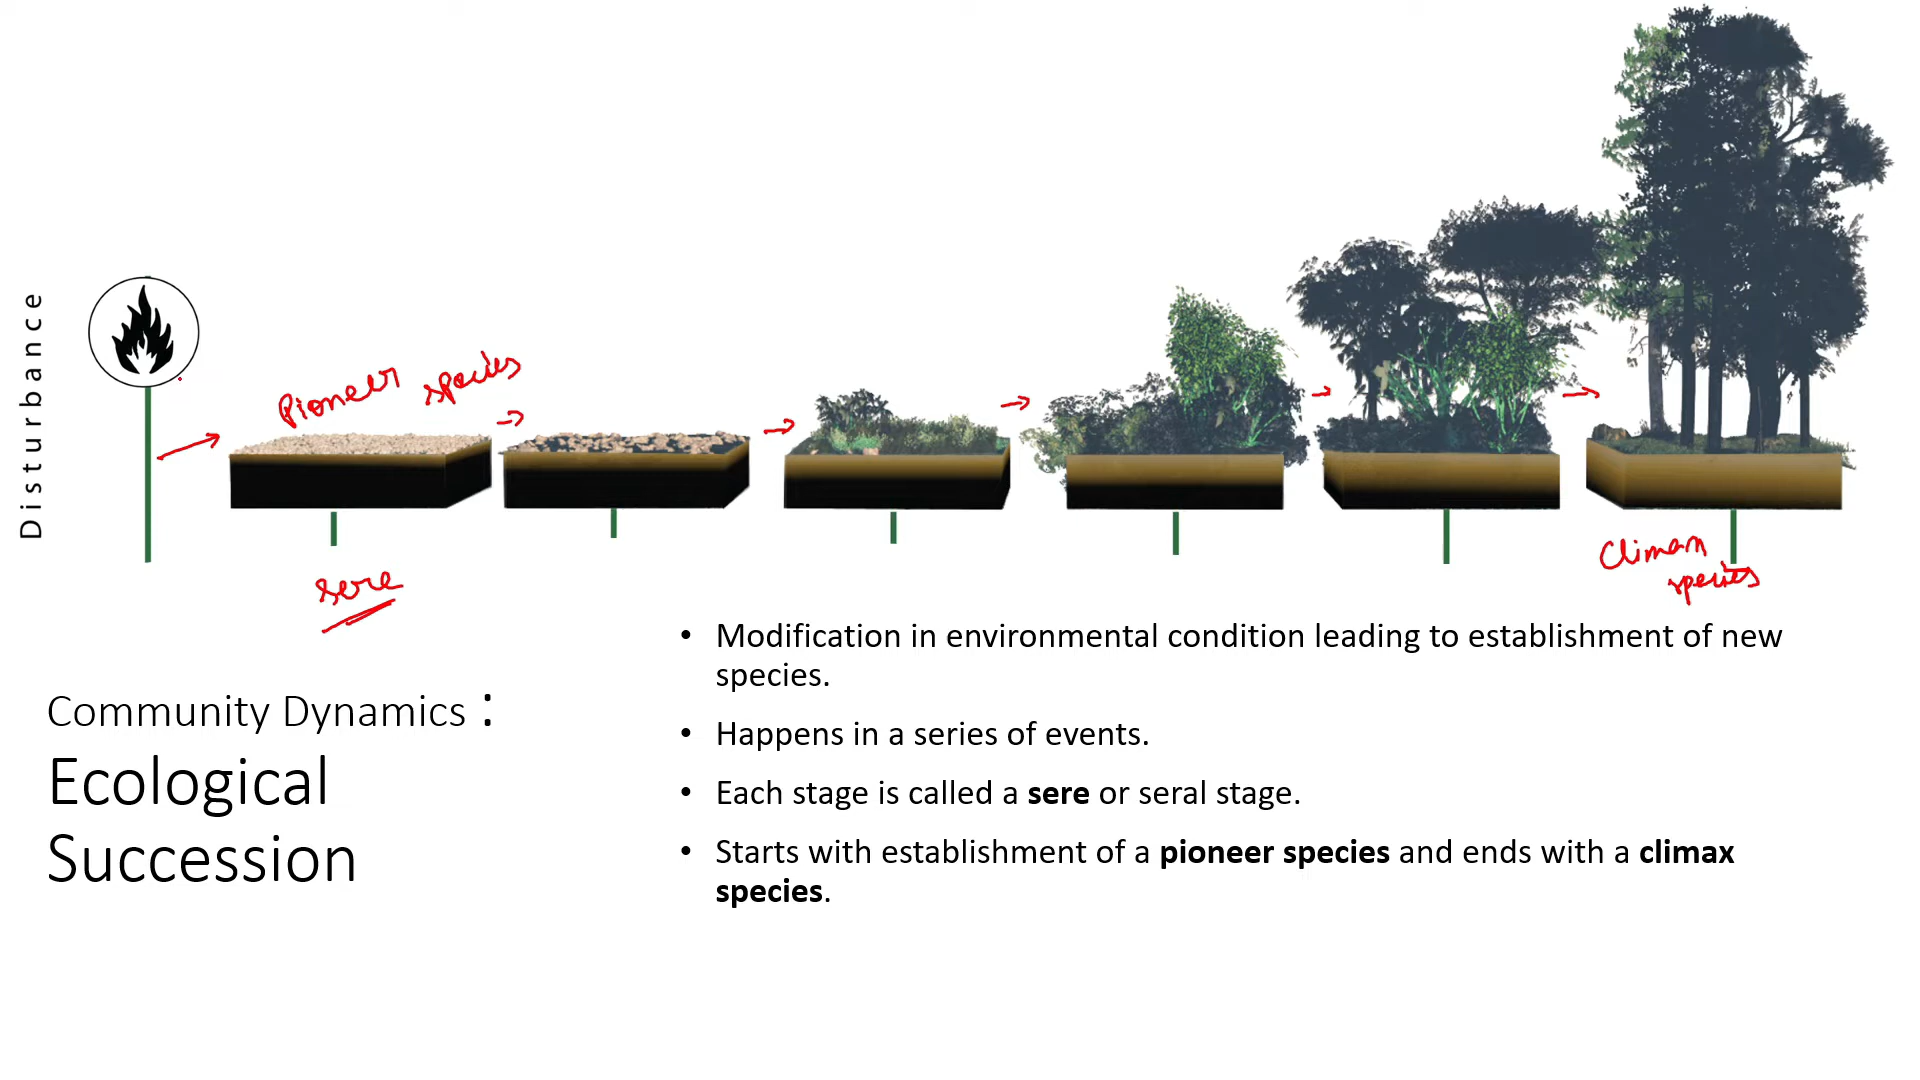 Disturbance
Pioneer species
sere
Climax
species
Community Dynamics :
Ecological
Succession
• Modification in environmental condition leading to establishment of new
species.
• Happens in a series of events.
• Each stage is called a sere or seral stage.
• Starts with establishment of a pioneer species and ends with a climax
species.